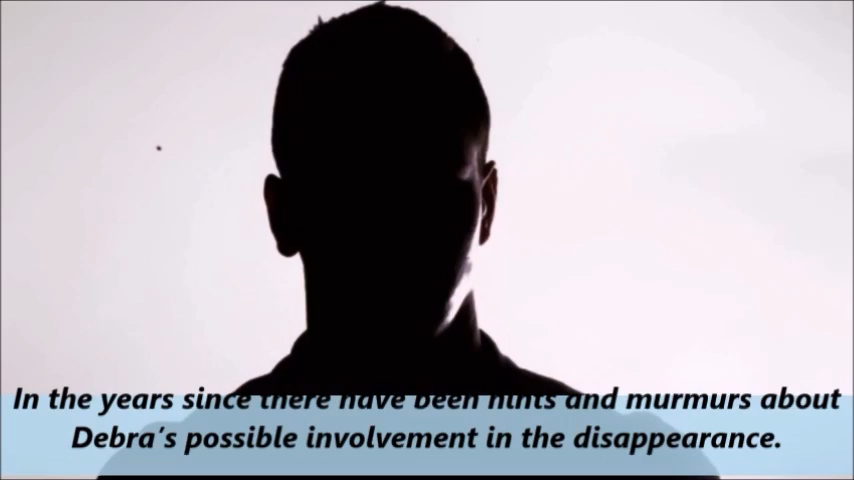 In the years since there have been hints and murmurs about
Debra's possible involvement in the disappearance.